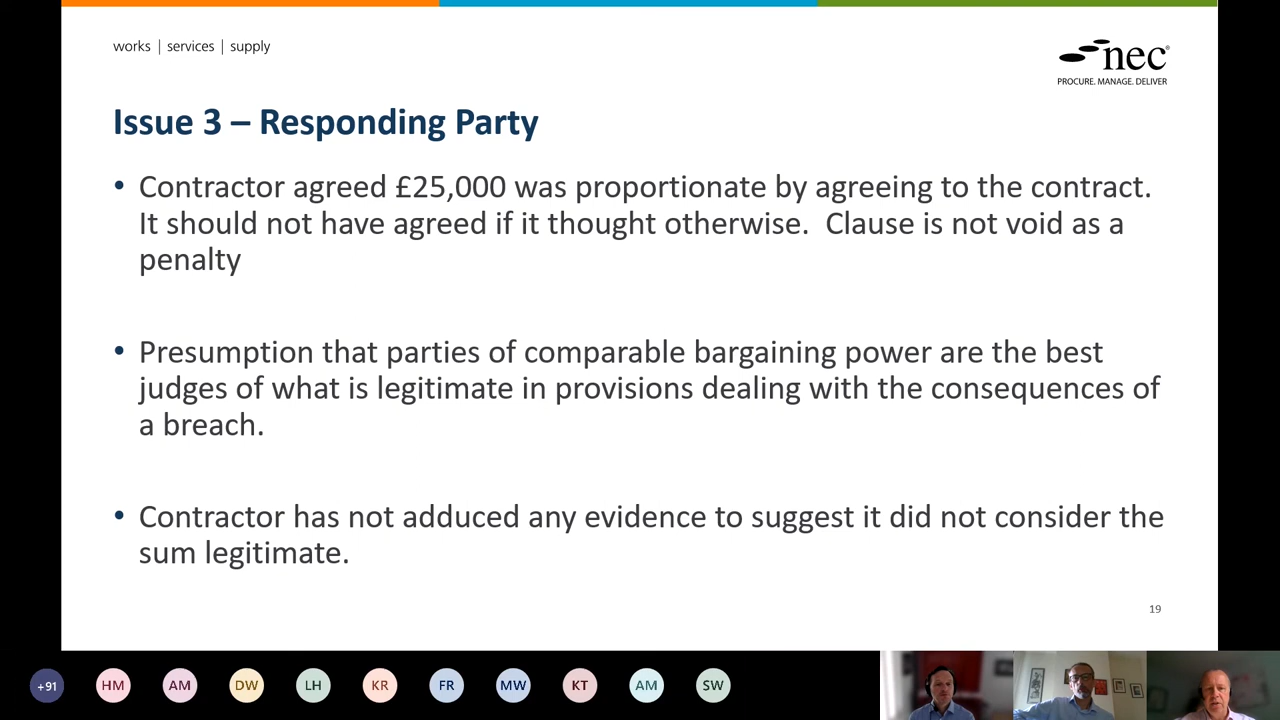 works | services | supply
nec®
PROCURE. MANAGE. DELIVER
Issue 3 – Responding Party
• Contractor agreed £25,000 was proportionate by agreeing to the contract.
It should not have agreed if it thought otherwise.  Clause is not void as a
penalty
• Presumption that parties of comparable bargaining power are the best
judges of what is legitimate in provisions dealing with the consequences of
a breach.
• Contractor has not adduced any evidence to suggest it did not consider the
sum legitimate.
19
+91 HM AM DW LH KR FR MW KT AM SW